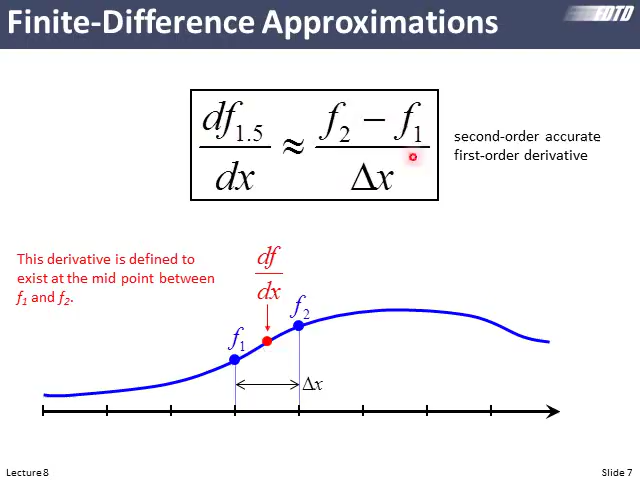 Finite-Difference Approximations
FDTD
df₁.₅/dx ≈ (f₂ − f₁)/Δx
second-order accurate
first-order derivative
This derivative is defined to
exist at the mid point between
f₁ and f₂.
df/dx
f₁
f₂
Δx
Lecture 8
Slide 7